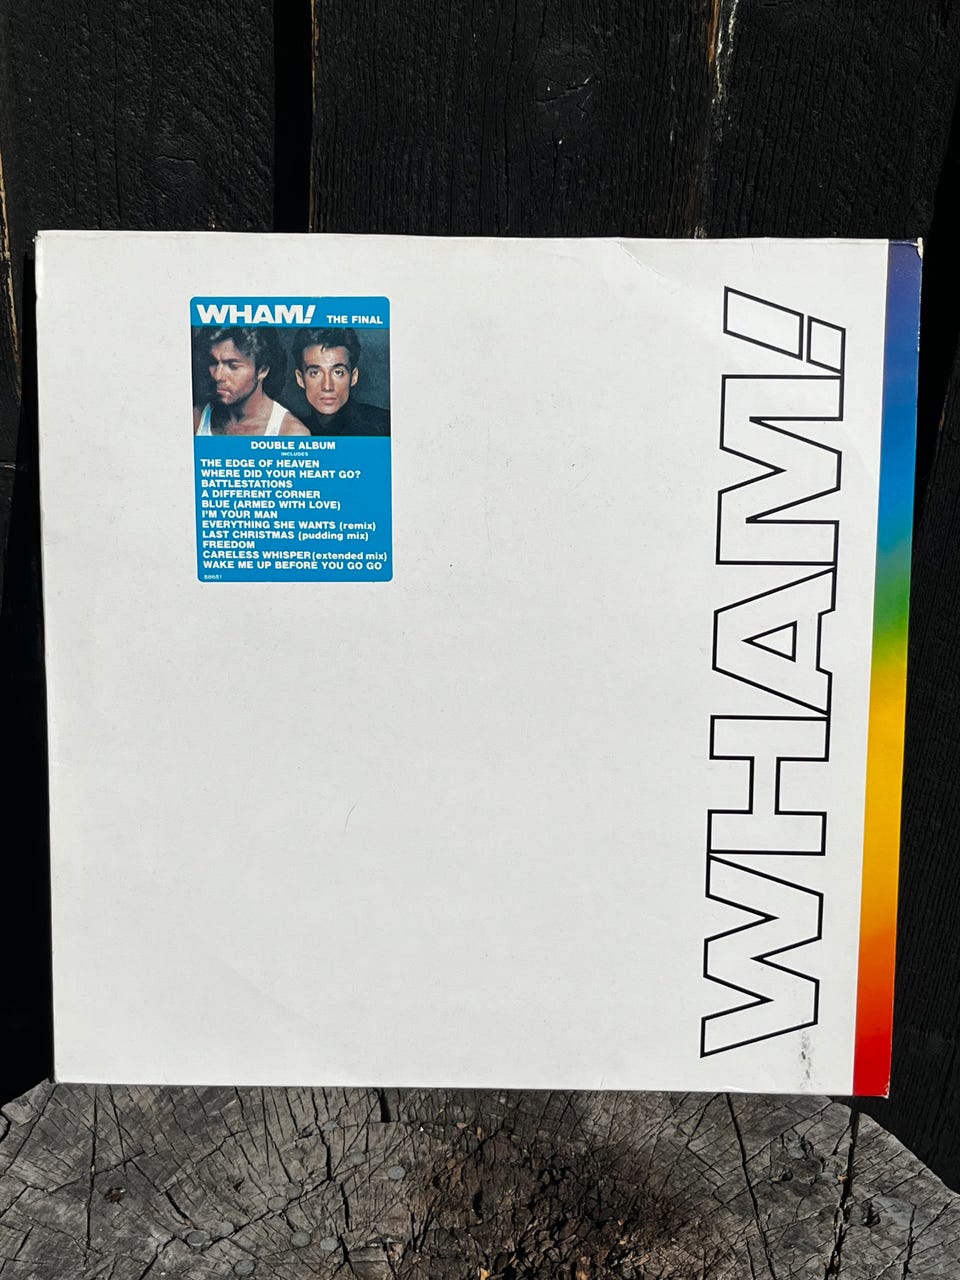 WHAM!
THE FINAL
DOUBLE ALBUM
INCLUDES
THE EDGE OF HEAVEN
WHERE DID YOUR HEART GO?
BATTLESTATIONS
A DIFFERENT CORNER
BLUE (ARMED WITH LOVE)
I'M YOUR MAN
EVERYTHING SHE WANTS (remix)
LAST CHRISTMAS (pudding mix)
FREEDOM
CARELESS WHISPER (extended mix)
WAKE ME UP BEFORE YOU GO GO
WHAM!